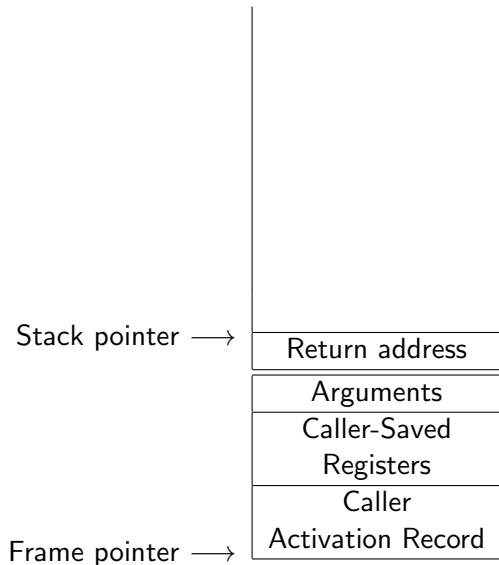 Stack pointer →
Return address
Arguments
Caller-Saved
Registers
Caller
Activation Record
Frame pointer →